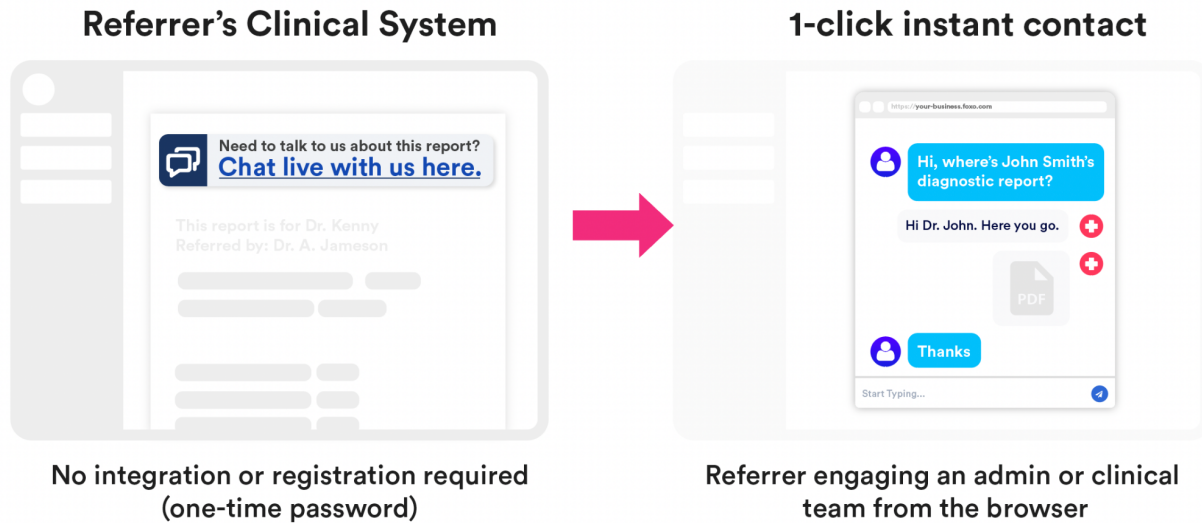 Referrer's Clinical System
Need to talk to us about this report?
Chat live with us here.
This report is for Dr. Kenny
Referred by: Dr. A. Jameson
No integration or registration required
(one-time password)
1-click instant contact
https://your-business.foxo.com
Hi, where's John Smith's
diagnostic report?
Hi Dr. John. Here you go.
PDF
Thanks
Start Typing...
Referrer engaging an admin or clinical
team from the browser